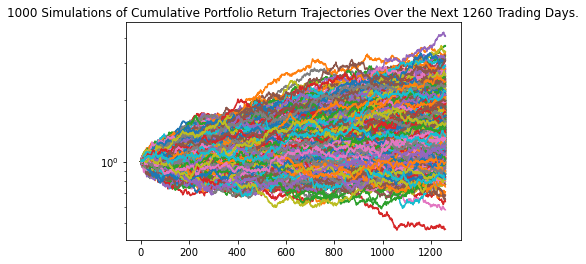 1000 Simulations of Cumulative Portfolio Return Trajectories Over the Next 1260 Trading Days.
10⁰
0 200 400 600 800 1000 1200